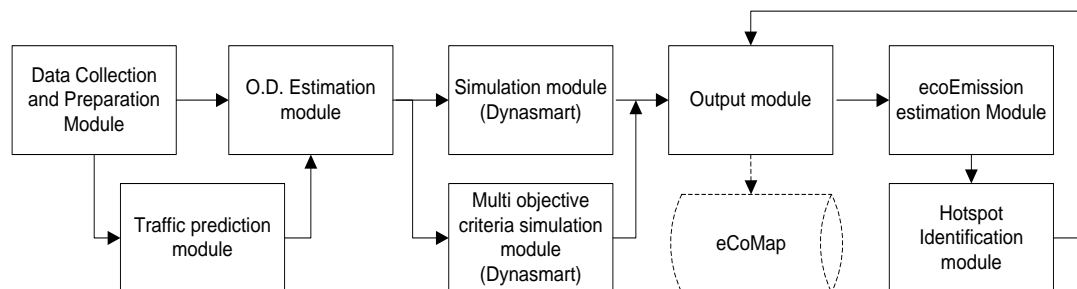 Data Collection
and Preparation
Module
O.D. Estimation
module
Simulation module
(Dynasmart)
Output module
ecoEmission
estimation Module
Traffic prediction
module
Multi objective
criteria simulation
module
(Dynasmart)
eCoMap
Hotspot
Identification
module